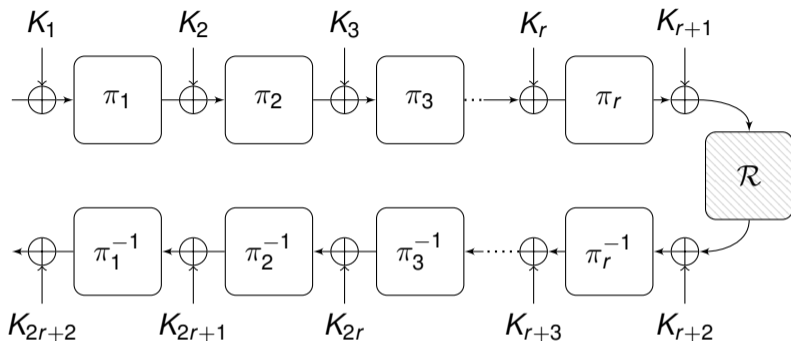 K₁ K₂ K₃ Kᵣ Kᵣ₊₁
π₁ π₂ π₃ ... πᵣ
ℛ
π₁⁻¹ π₂⁻¹ π₃⁻¹ ...... πᵣ⁻¹
K₂ᵣ₊₂ K₂ᵣ₊₁ K₂ᵣ Kᵣ₊₃ Kᵣ₊₂